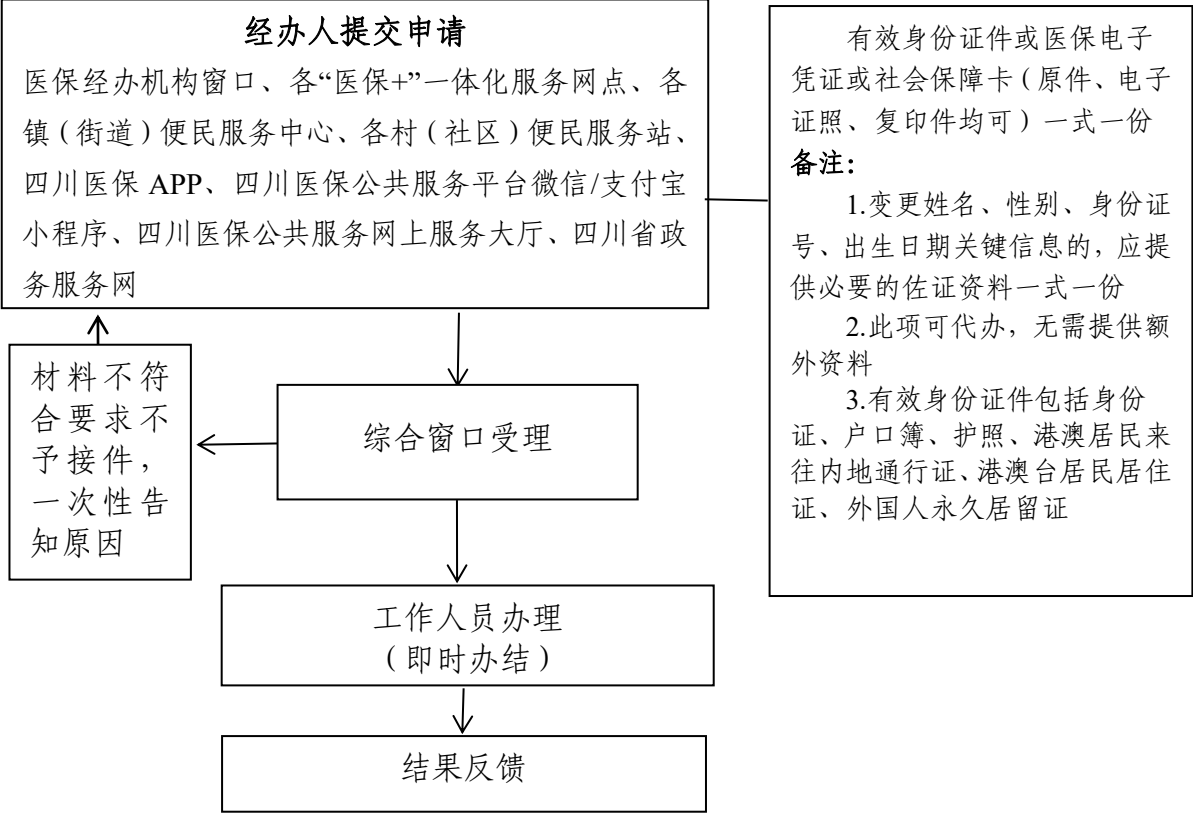 经办人提交申请
医保经办机构窗口、各“医保+”一体化服务网点、各
镇（街道）便民服务中心、各村（社区）便民服务站、
四川医保 APP、四川医保公共服务平台微信/支付宝
小程序、四川医保公共服务网上服务大厅、四川省政
务服务网
有效身份证件或医保电子
凭证或社会保障卡（原件、电子
证照、复印件均可）一式一份
备注：
1.变更姓名、性别、身份证
号、出生日期关键信息的，应提
供必要的佐证资料一式一份
2.此项可代办，无需提供额
外资料
3.有效身份证件包括身份
证、户口簿、护照、港澳居民来
往内地通行证、港澳台居民居住
证、外国人永久居留证
材料不符
合要求不
予接件，
一次性告
知原因
综合窗口受理
工作人员办理
（即时办结）
结果反馈